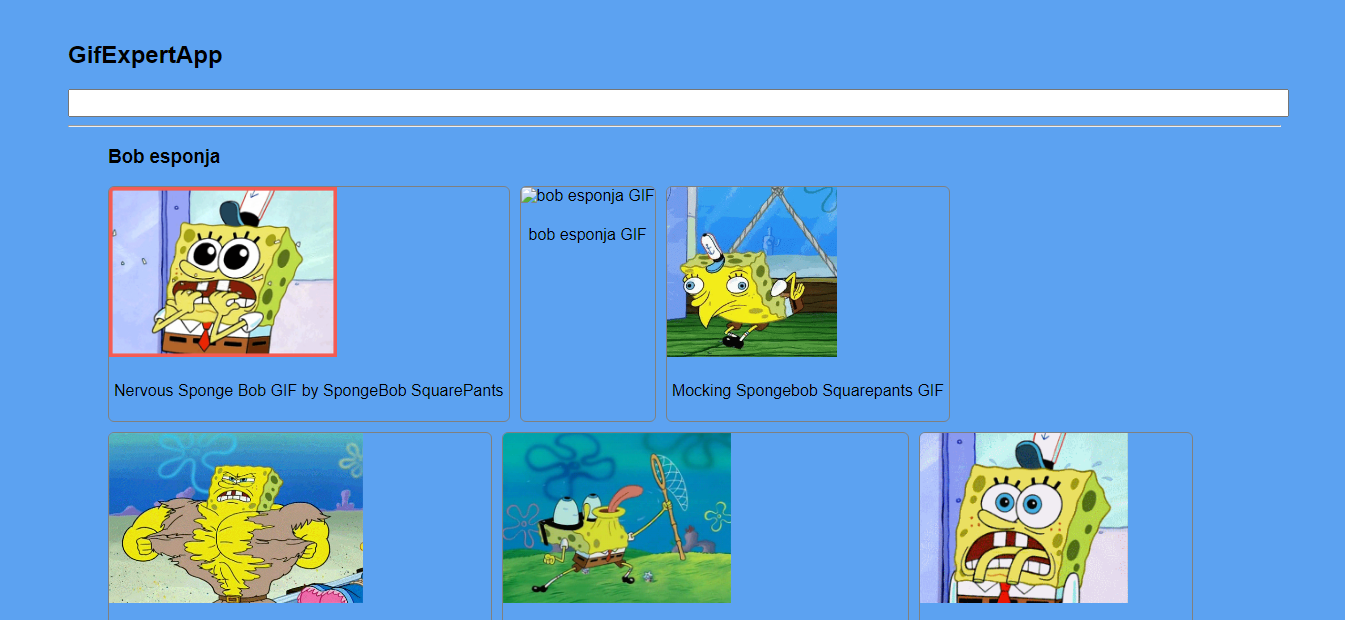 GifExpertApp
Bob esponja
bob esponja GIF
bob esponja GIF
Nervous Sponge Bob GIF by SpongeBob SquarePants
Mocking Spongebob Squarepants GIF